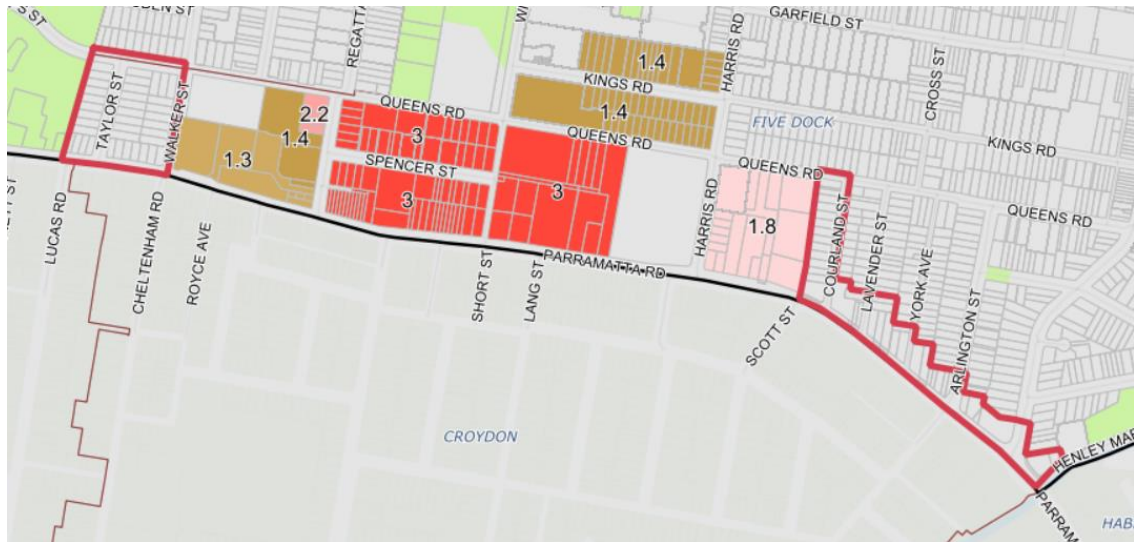 GARFIELD ST
REGATTA
HARRIS RD
CROSS ST
1.4
KINGS RD
1.4
FIVE DOCK
KINGS RD
TAYLOR ST
WALKER ST
2.2
1.4
1.3
QUEENS RD
3
QUEENS RD
SPENCER ST
3
3
QUEENS RD
HARRIS RD
1.8
COURLAND ST
LAVENDER ST
QUEENS RD
YORK AVE
ARLINGTON ST
LUCAS RD
CHELTENHAM RD
ROYCE AVE
SHORT ST
LANG ST
PARRAMATTA RD
SCOTT ST
CROYDON
HENLEY MAR
PARRAM
HAB